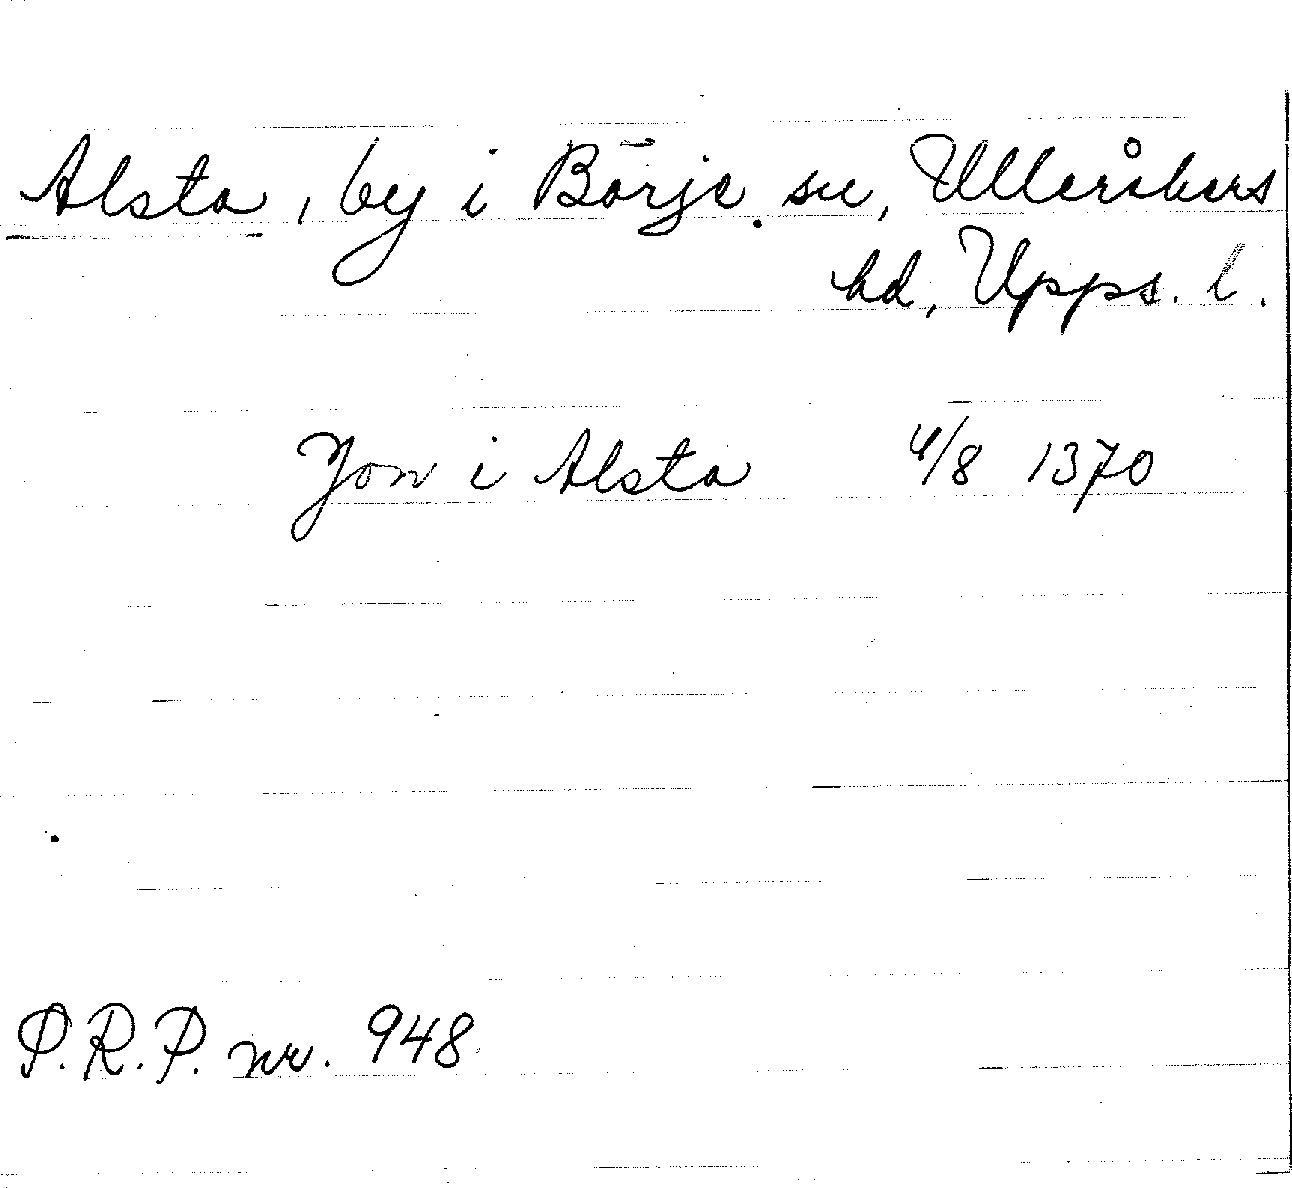 Alsta, by i Börje sn, Ulleråkers
hd, Upps. l.
Jon i Alsta 4/8 1370
P.R.P. nr. 948